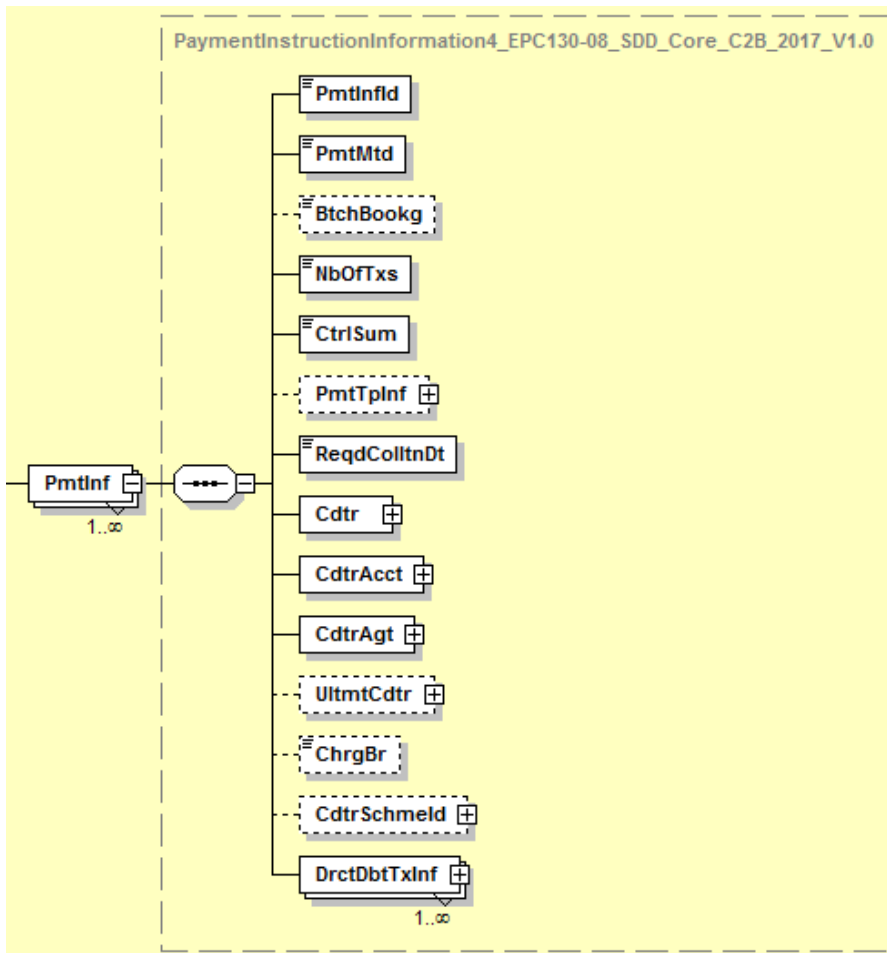 PaymentInstructionInformation4_EPC130-08_SDD_Core_C2B_2017_V1.0
PmtInfId
PmtMtd
BtchBookg
NbOfTxs
CtrlSum
PmtTpInf
ReqdColltnDt
PmtInf
1..∞
Cdtr
CdtrAcct
CdtrAgt
UltmtCdtr
ChrgBr
CdtrSchmeId
DrctDbtTxInf
1..∞